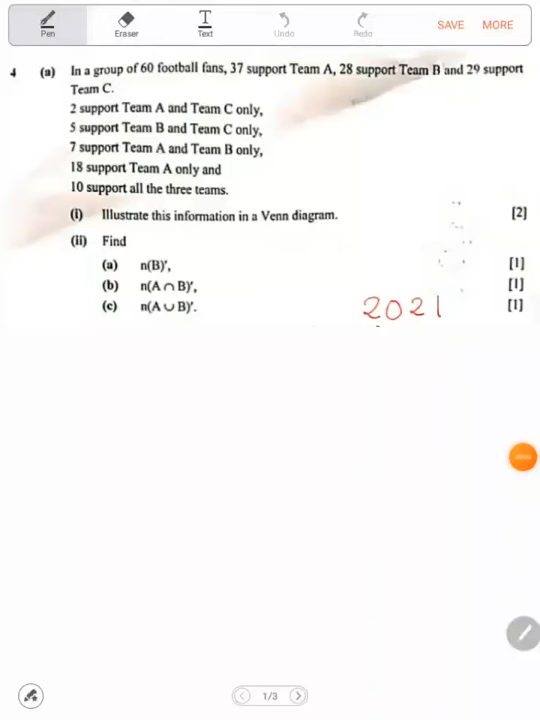 Pen Eraser Text Undo Redo SAVE MORE
4 (a) In a group of 60 football fans, 37 support Team A, 28 support Team B and 29 support
Team C.
2 support Team A and Team C only,
5 support Team B and Team C only,
7 support Team A and Team B only,
18 support Team A only and
10 support all the three teams.
(i) Illustrate this information in a Venn diagram. [2]
(ii) Find
(a) n(B)', [1]
(b) n(A ∩ B)', [1]
(c) n(A ∪ B)'. [1]
2021
1/3